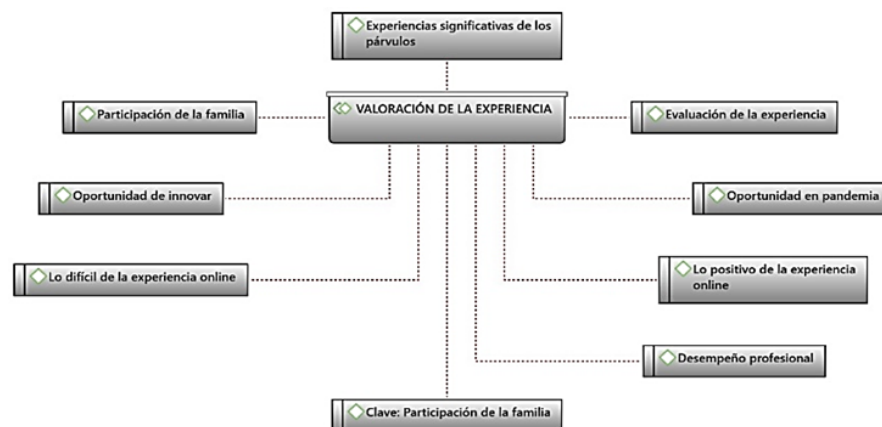 Experiencias significativas de los
párvulos
VALORACIÓN DE LA EXPERIENCIA
Participación de la familia
Evaluación de la experiencia
Oportunidad de innovar
Oportunidad en pandemia
Lo difícil de la experiencia online
Lo positivo de la experiencia
online
Desempeño profesional
Clave: Participación de la familia